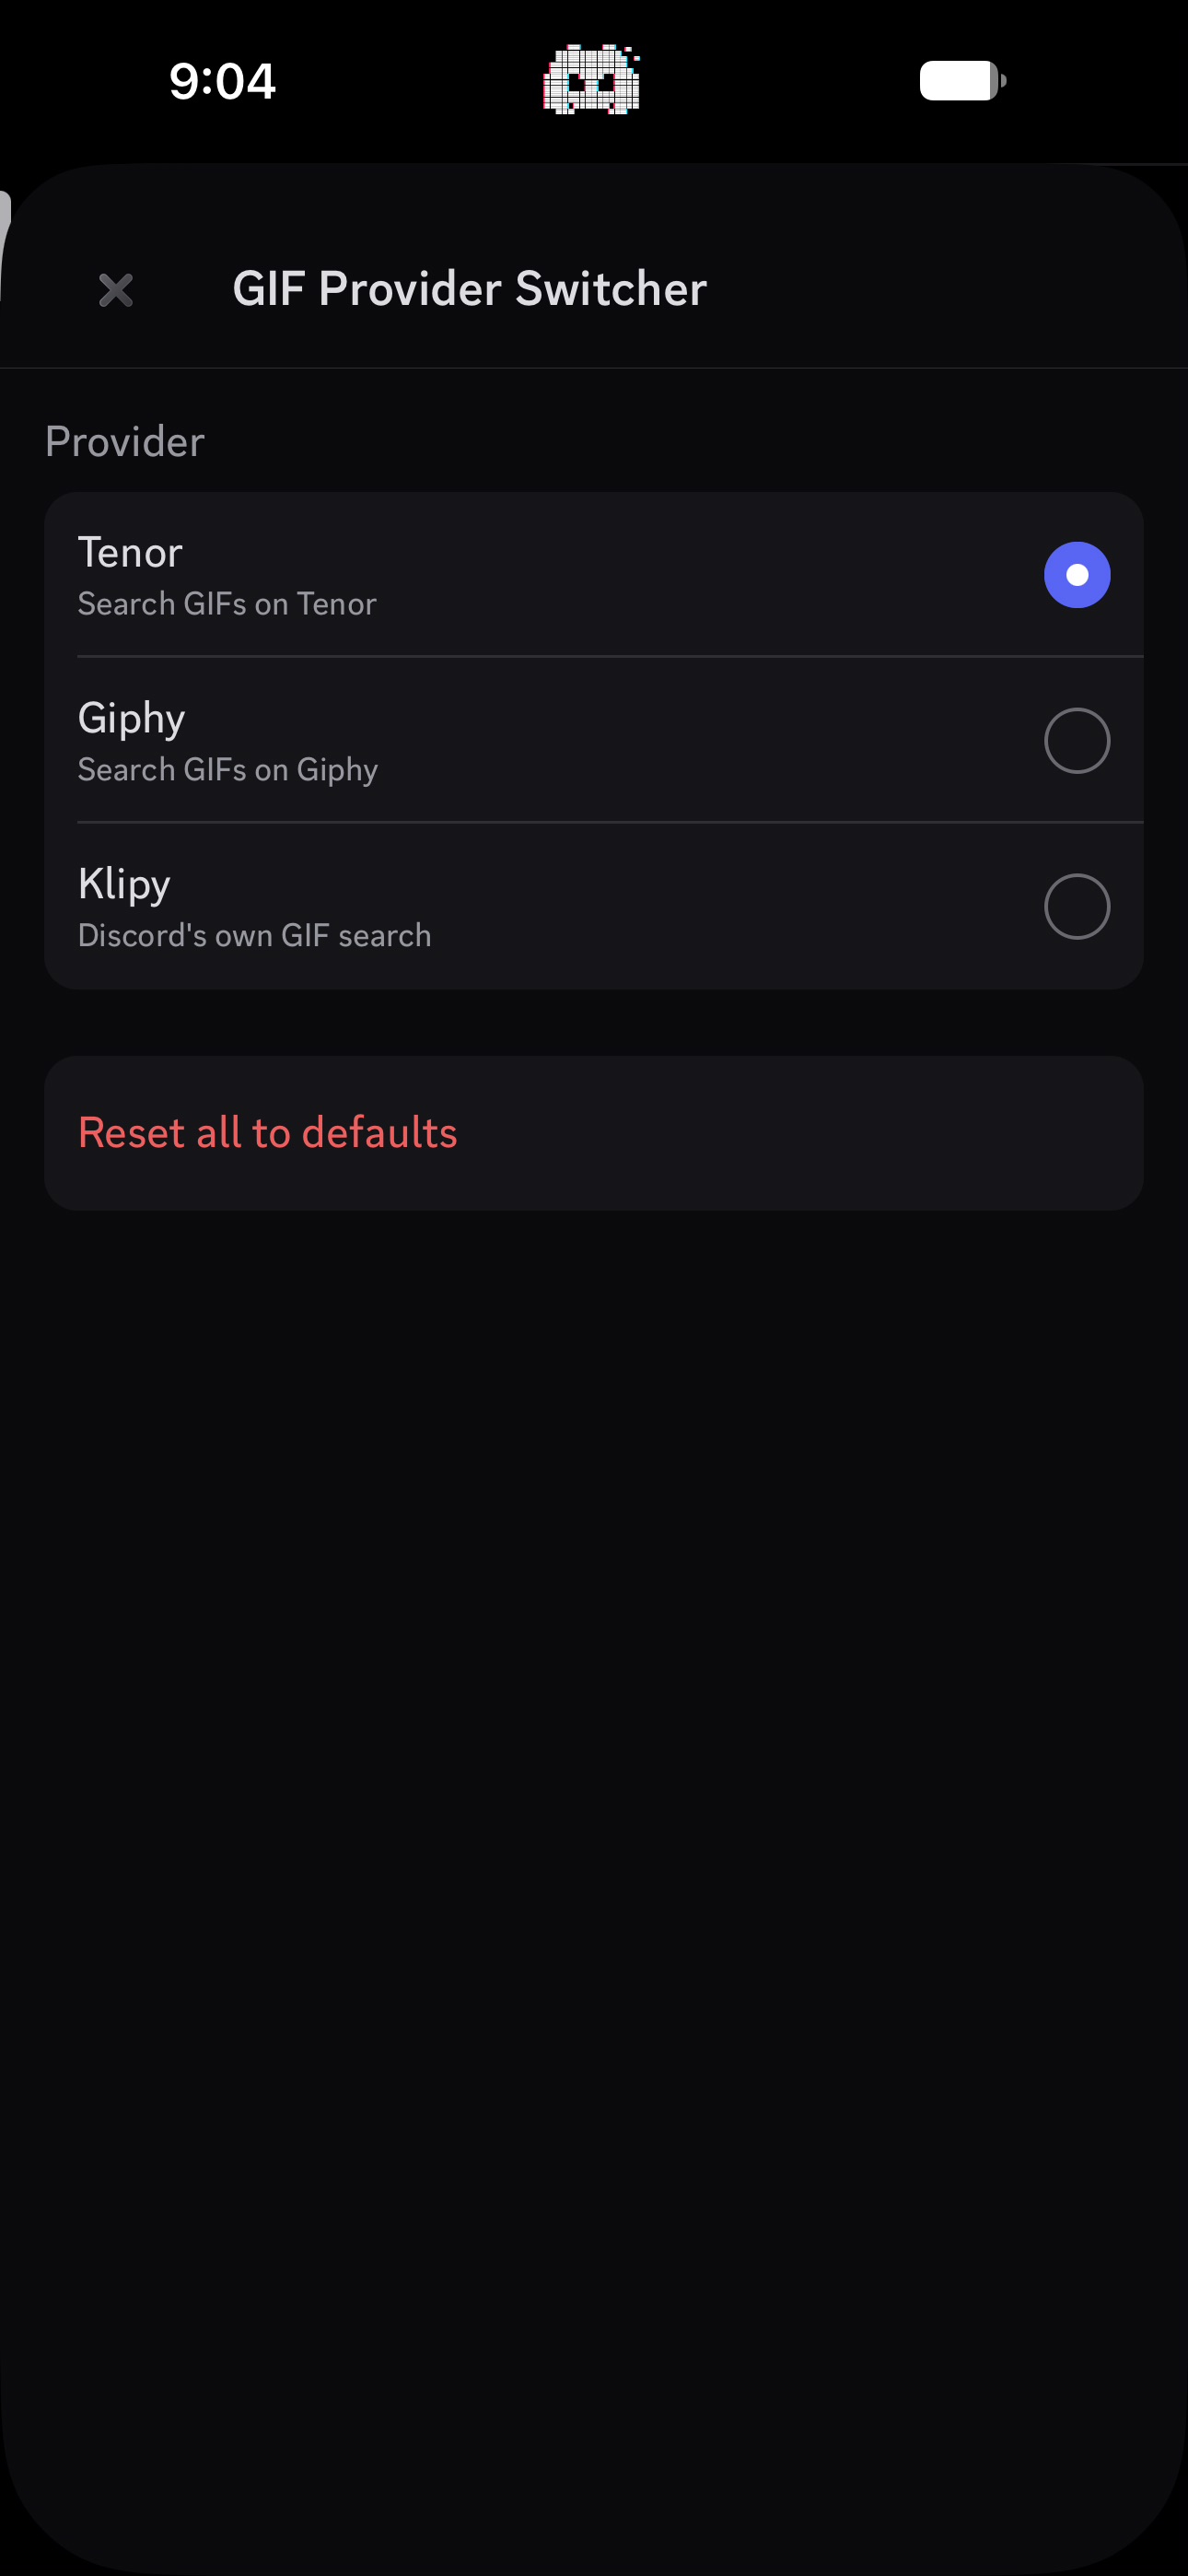 9:04
GIF Provider Switcher
Provider
Tenor
Search GIFs on Tenor
Giphy
Search GIFs on Giphy
Klipy
Discord's own GIF search
Reset all to defaults